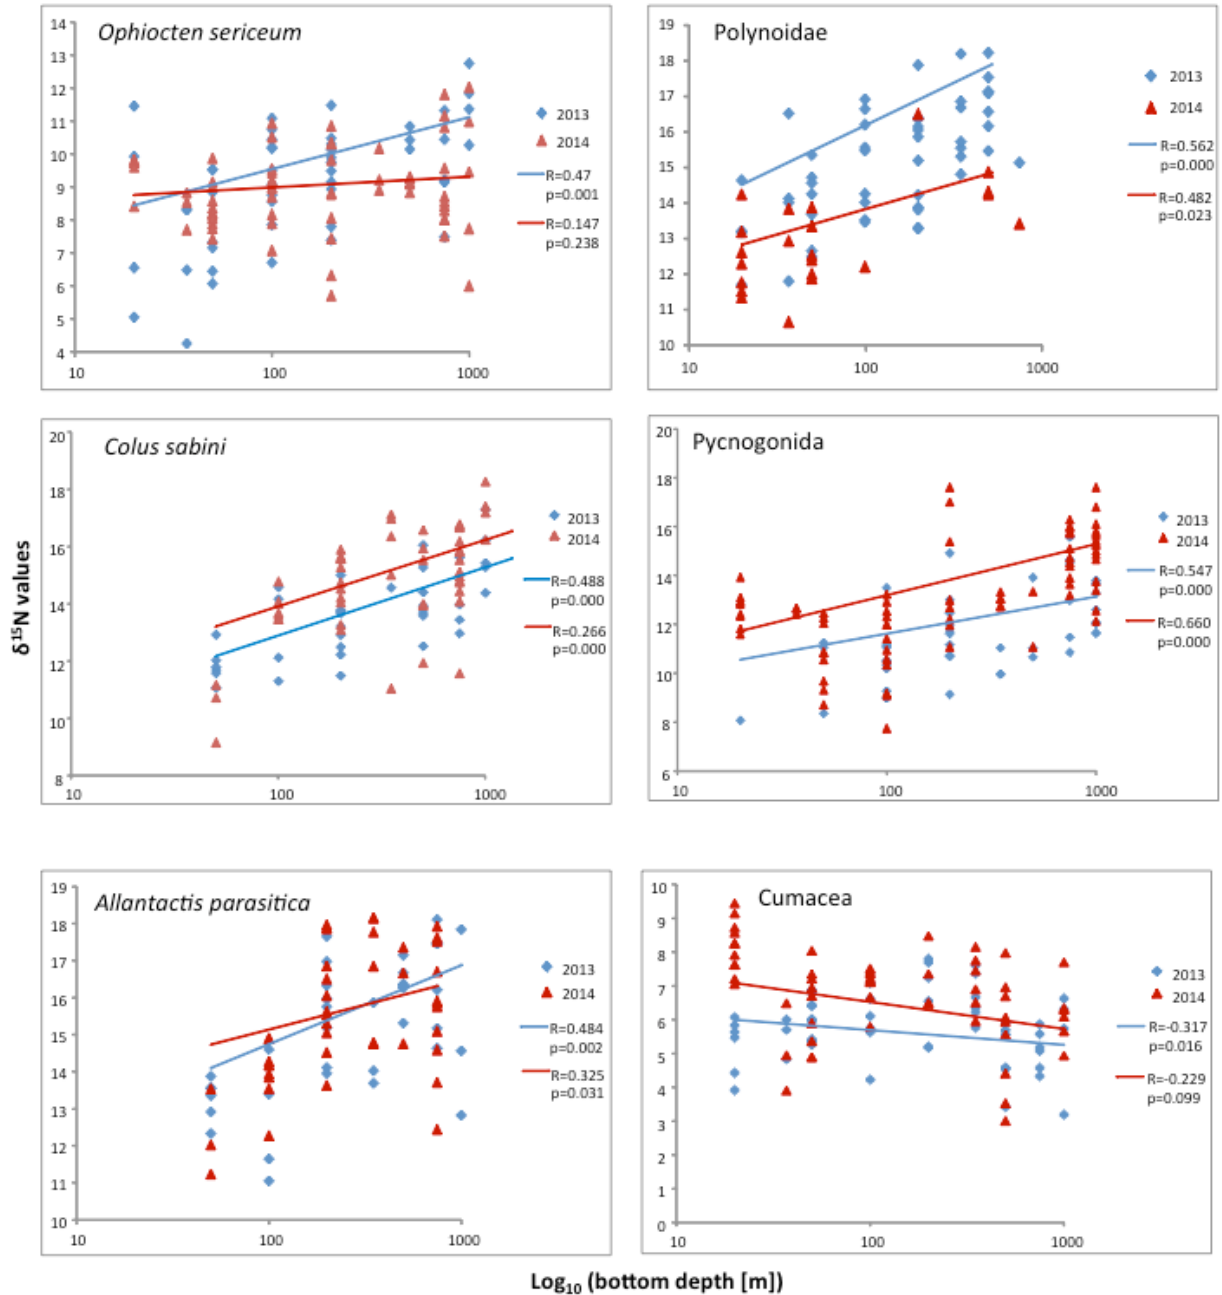 Ophiocten sericeum
14
13
12
11
10
9
8
7
6
5
4
10
100
1000
2013
2014
R=0.47
p=0.001
R=0.147
p=0.238
Polynoidae
19
18
17
16
15
14
13
12
11
10
10
100
1000
2013
2014
R=0.562
p=0.000
R=0.482
p=0.023
δ¹⁵N values
Colus sabini
20
18
16
14
12
10
8
10
100
1000
2013
2014
R=0.488
p=0.000
R=0.266
p=0.000
Pycnogonida
20
18
16
14
12
10
8
6
10
100
1000
2013
2014
R=0.547
p=0.000
R=0.660
p=0.000
Allantactis parasitica
19
18
17
16
15
14
13
12
11
10
10
100
1000
2013
2014
R=0.484
p=0.002
R=0.325
p=0.031
Cumacea
10
9
8
7
6
5
4
3
2
1
0
10
100
1000
2013
2014
R=-0.317
p=0.016
R=-0.229
p=0.099
Log₁₀ (bottom depth [m])